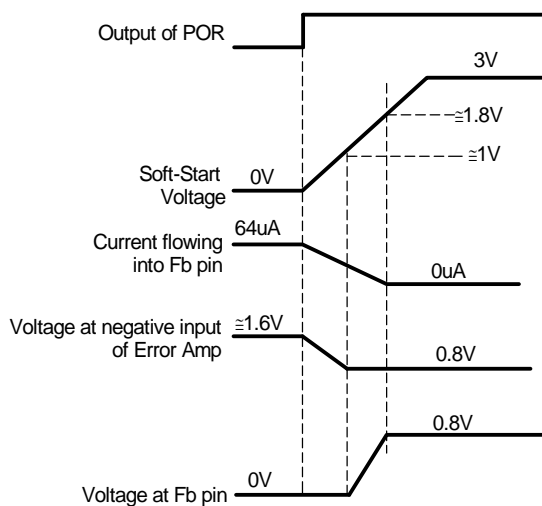 Output of POR
3V
≅1.8V
≅1V
Soft-Start
Voltage
0V
64uA
Current flowing
into Fb pin
0uA
Voltage at negative input
of Error Amp
≅1.6V
0.8V
0.8V
0V
Voltage at Fb pin